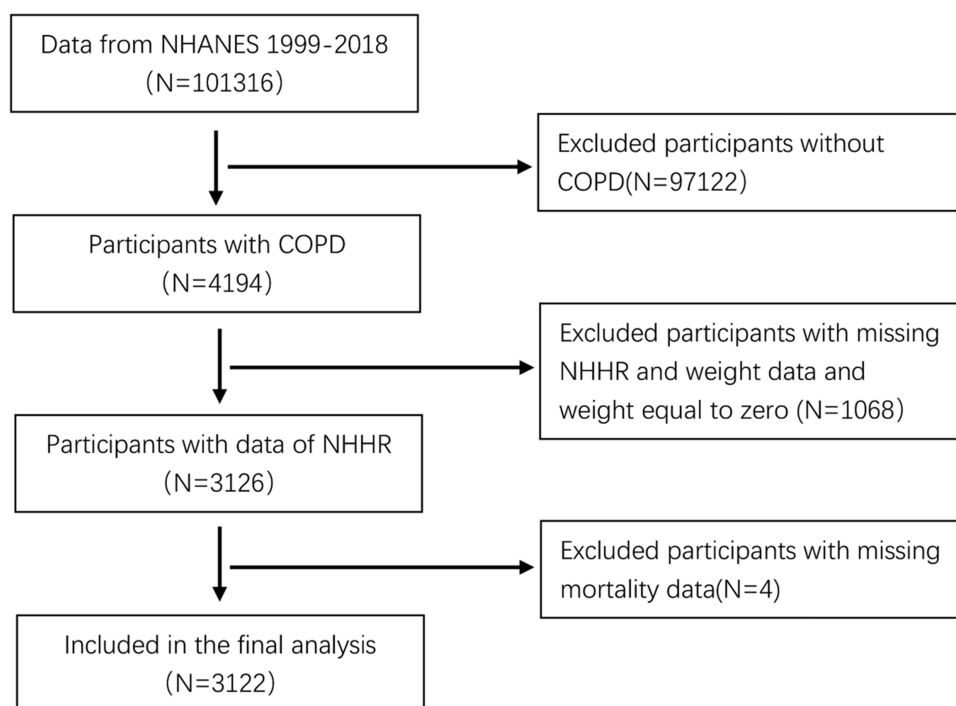 Data from NHANES 1999-2018
(N=101316)
Excluded participants without
COPD(N=97122)
Participants with COPD
(N=4194)
Excluded participants with missing
NHHR and weight data and
weight equal to zero (N=1068)
Participants with data of NHHR
(N=3126)
Excluded participants with missing
mortality data(N=4)
Included in the final analysis
(N=3122)